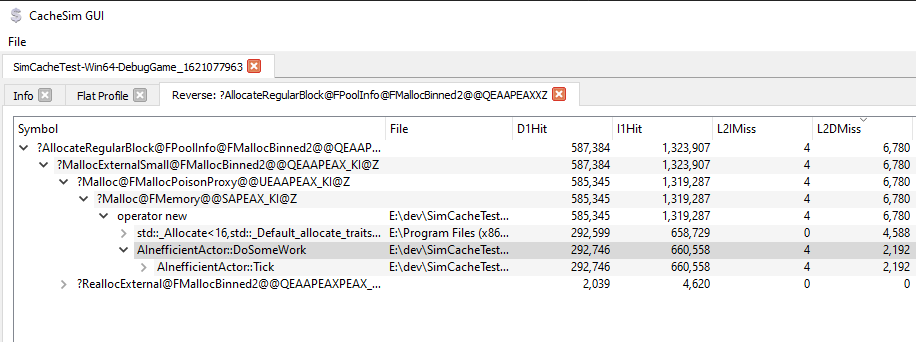 CacheSim GUI
File
SimCacheTest-Win64-DebugGame_1621077963
Info Flat Profile Reverse: ?AllocateRegularBlock@FPoolInfo@FMallocBinned2@@QEAAPEAXXZ
Symbol File D1Hit I1Hit L2IMiss L2DMiss
?AllocateRegularBlock@FPoolInfo@FMallocBinned2@@QEAAP... 587,384 1,323,907 4 6,780
?MallocExternalSmall@FMallocBinned2@@QEAAPEAX_KI@Z 587,384 1,323,907 4 6,780
?Malloc@FMallocPoisonProxy@@UEAAPEAX_KI@Z 585,345 1,319,287 4 6,780
?Malloc@FMemory@@SAPEAX_KI@Z 585,345 1,319,287 4 6,780
operator new E:\dev\SimCacheTest... 585,345 1,319,287 4 6,780
std::_Allocate<16,std::_Default_allocate_traits... E:\Program Files (x86... 292,599 658,729 0 4,588
AInefficientActor::DoSomeWork E:\dev\SimCacheTest... 292,746 660,558 4 2,192
AInefficientActor::Tick E:\dev\SimCacheTest... 292,746 660,558 4 2,192
?ReallocExternal@FMallocBinned2@@QEAAPEAXPEAX_... 2,039 4,620 0 0